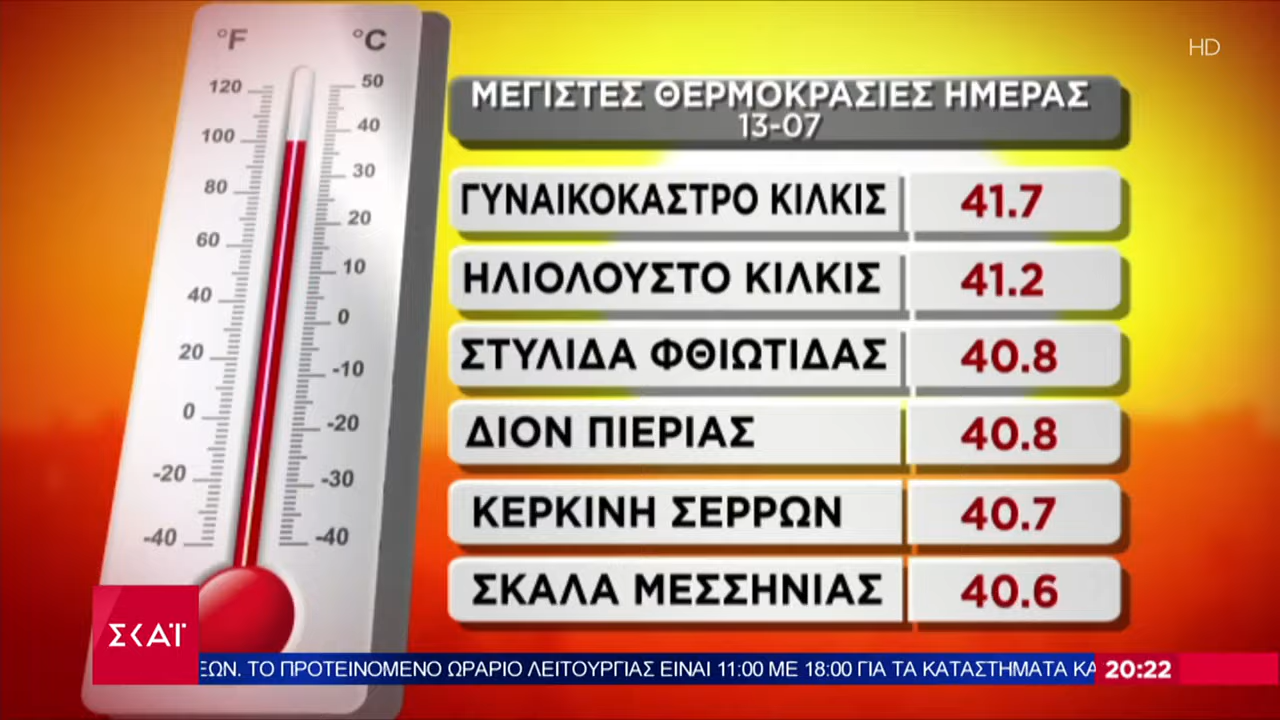 °F
°C
HD
120
100
80
60
40
20
0
-20
-40
50
40
30
20
10
0
-10
-20
-30
-40
ΜΕΓΙΣΤΕΣ ΘΕΡΜΟΚΡΑΣΙΕΣ ΗΜΕΡΑΣ
13-07
ΓΥΝΑΙΚΟΚΑΣΤΡΟ ΚΙΛΚΙΣ 41.7
ΗΛΙΟΛΟΥΣΤΟ ΚΙΛΚΙΣ 41.2
ΣΤΥΛΙΔΑ ΦΘΙΩΤΙΔΑΣ 40.8
ΔΙΟΝ ΠΙΕΡΙΑΣ 40.8
ΚΕΡΚΙΝΗ ΣΕΡΡΩΝ 40.7
ΣΚΑΛΑ ΜΕΣΣΗΝΙΑΣ 40.6
ΣΚΑΪ
ΕΩΝ. ΤΟ ΠΡΟΤΕΙΝΟΜΕΝΟ ΩΡΑΡΙΟ ΛΕΙΤΟΥΡΓΙΑΣ ΕΙΝΑΙ 11:00 ΜΕ 18:00 ΓΙΑ ΤΑ ΚΑΤΑΣΤΗΜΑΤΑ ΚΑ 20:22